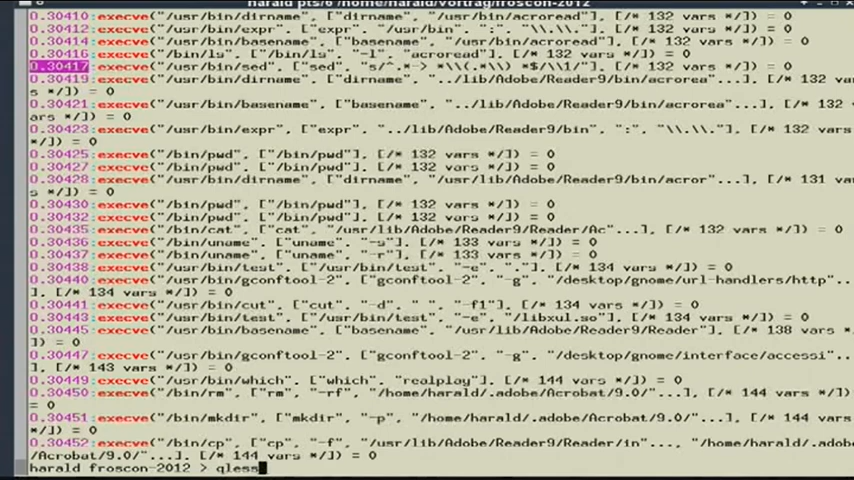 harald pts/6 /home/harald/vortrag/froscon-2012
0.30410:execve("/usr/bin/dirname", ["dirname", "/usr/bin/acroread"], [/* 132 vars */]) = 0
0.30412:execve("/usr/bin/expr", ["expr", "/usr/bin", ":", "\\.\\."], [/* 132 vars */]) = 0
0.30414:execve("/usr/bin/basename", ["basename", "/usr/bin/acroread"], [/* 132 vars */]) = 0
0.30416:execve("/bin/ls", ["/bin/ls", "-l", "acroread"], [/* 132 vars */]) = 0
0.30417:execve("/bin/sed", ["sed", "s/^.*-> *\\(.*\\) *$/\\1/"], [/* 132 vars */]) = 0
0.30419:execve("/usr/bin/dirname", ["dirname", "../lib/Adobe/Reader9/bin/acrorea"...], [/* 132 var
s */]) = 0
0.30421:execve("/usr/bin/basename", ["basename", "../lib/Adobe/Reader9/bin/acrorea"...], [/* 132 v
ars */]) = 0
0.30423:execve("/usr/bin/expr", ["expr", "../lib/Adobe/Reader9/bin", ":", "\\.\\."], [/* 132 vars
*/]) = 0
0.30425:execve("/bin/pwd", ["/bin/pwd"], [/* 132 vars */]) = 0
0.30427:execve("/bin/pwd", ["/bin/pwd"], [/* 132 vars */]) = 0
0.30428:execve("/usr/bin/dirname", ["dirname", "/usr/lib/Adobe/Reader9/bin/acror"...], [/* 131 var
s */]) = 0
0.30430:execve("/bin/pwd", ["/bin/pwd"], [/* 132 vars */]) = 0
0.30432:execve("/bin/pwd", ["/bin/pwd"], [/* 132 vars */]) = 0
0.30435:execve("/bin/cat", ["cat", "/usr/lib/Adobe/Reader9/Reader/Ac"...], [/* 132 vars */]) = 0
0.30436:execve("/bin/uname", ["uname", "-s"], [/* 133 vars */]) = 0
0.30437:execve("/bin/uname", ["uname", "-r"], [/* 133 vars */]) = 0
0.30438:execve("/usr/bin/test", ["/usr/bin/test", "-e", "."], [/* 134 vars */]) = 0
0.30440:execve("/usr/bin/gconftool-2", ["gconftool-2", "-g", "/desktop/gnome/url-handlers/http"...
], [/* 134 vars */]) = 0
0.30441:execve("/usr/bin/cut", ["cut", "-d", " ", "-f1"], [/* 134 vars */]) = 0
0.30443:execve("/usr/bin/test", ["/usr/bin/test", "-e", "/libxul.so"], [/* 134 vars */]) = 0
0.30445:execve("/usr/bin/basename", ["basename", "/usr/lib/Adobe/Reader9/Reader"], [/* 138 vars */
]) = 0
0.30447:execve("/usr/bin/gconftool-2", ["gconftool-2", "-g", "/desktop/gnome/interface/accessi"...
], [/* 143 vars */]) = 0
0.30449:execve("/usr/bin/which", ["which", "realplay"], [/* 144 vars */]) = 0
0.30450:execve("/bin/rm", ["rm", "-rf", "/home/harald/.adobe/Acrobat/9.0/"...], [/* 144 vars */])
= 0
0.30451:execve("/bin/mkdir", ["mkdir", "-p", "/home/harald/.adobe/Acrobat/9.0/"...], [/* 144 vars
*/]) = 0
0.30452:execve("/bin/cp", ["cp", "-f", "/usr/lib/Adobe/Reader9/Reader/in"..., "/home/harald/.adobe
/Acrobat/9.0/"...], [/* 144 vars */]) = 0
harald froscon-2012 > qless